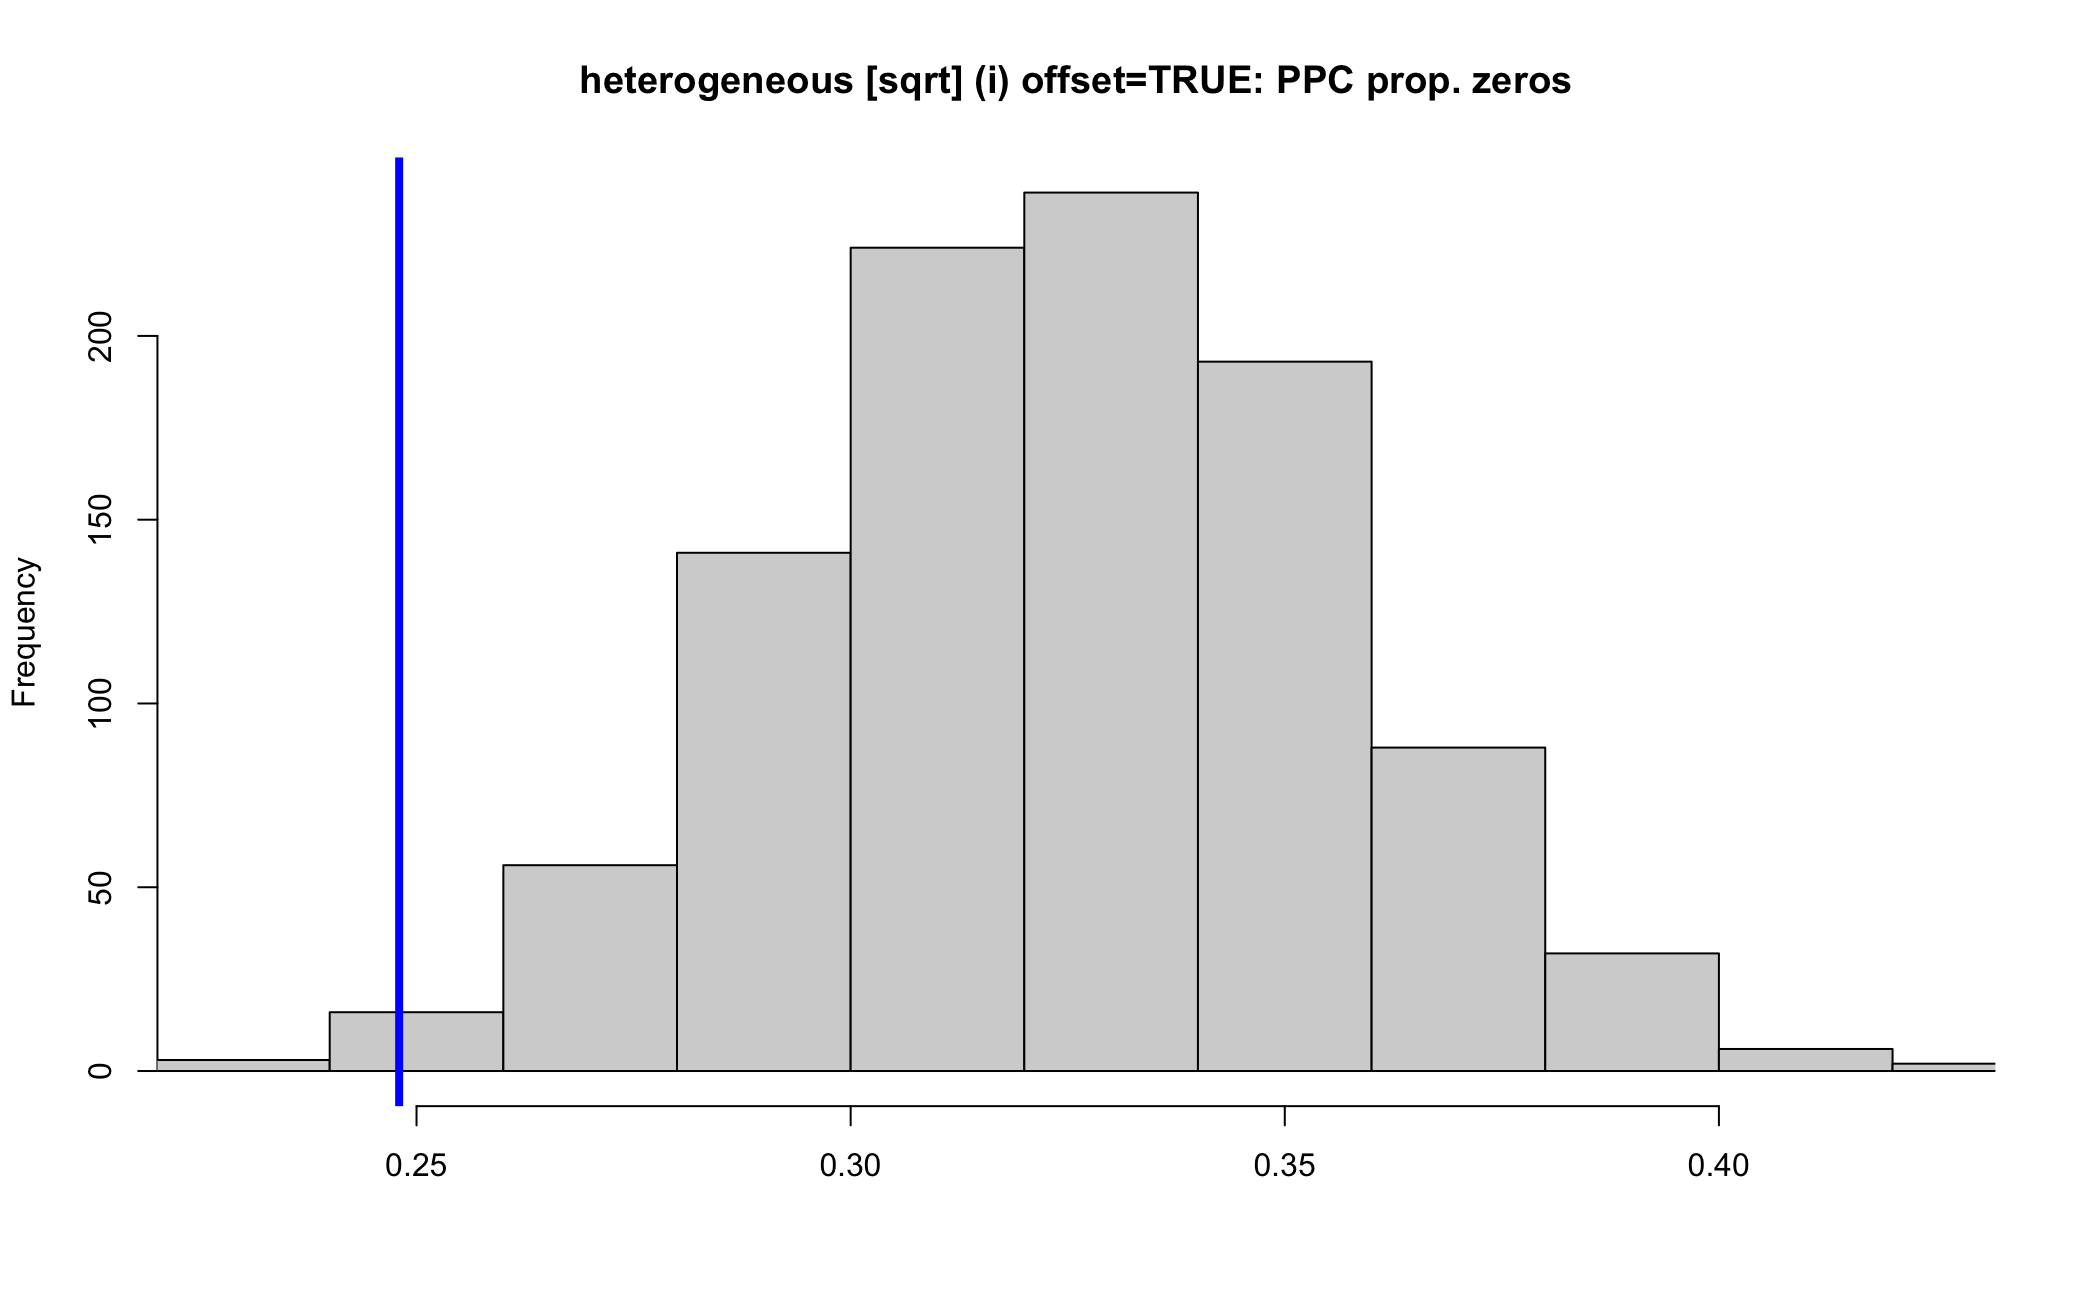 heterogeneous [sqrt] (i) offset=TRUE: PPC prop. zeros
Frequency
200
150
100
50
0
0.25 0.30 0.35 0.40